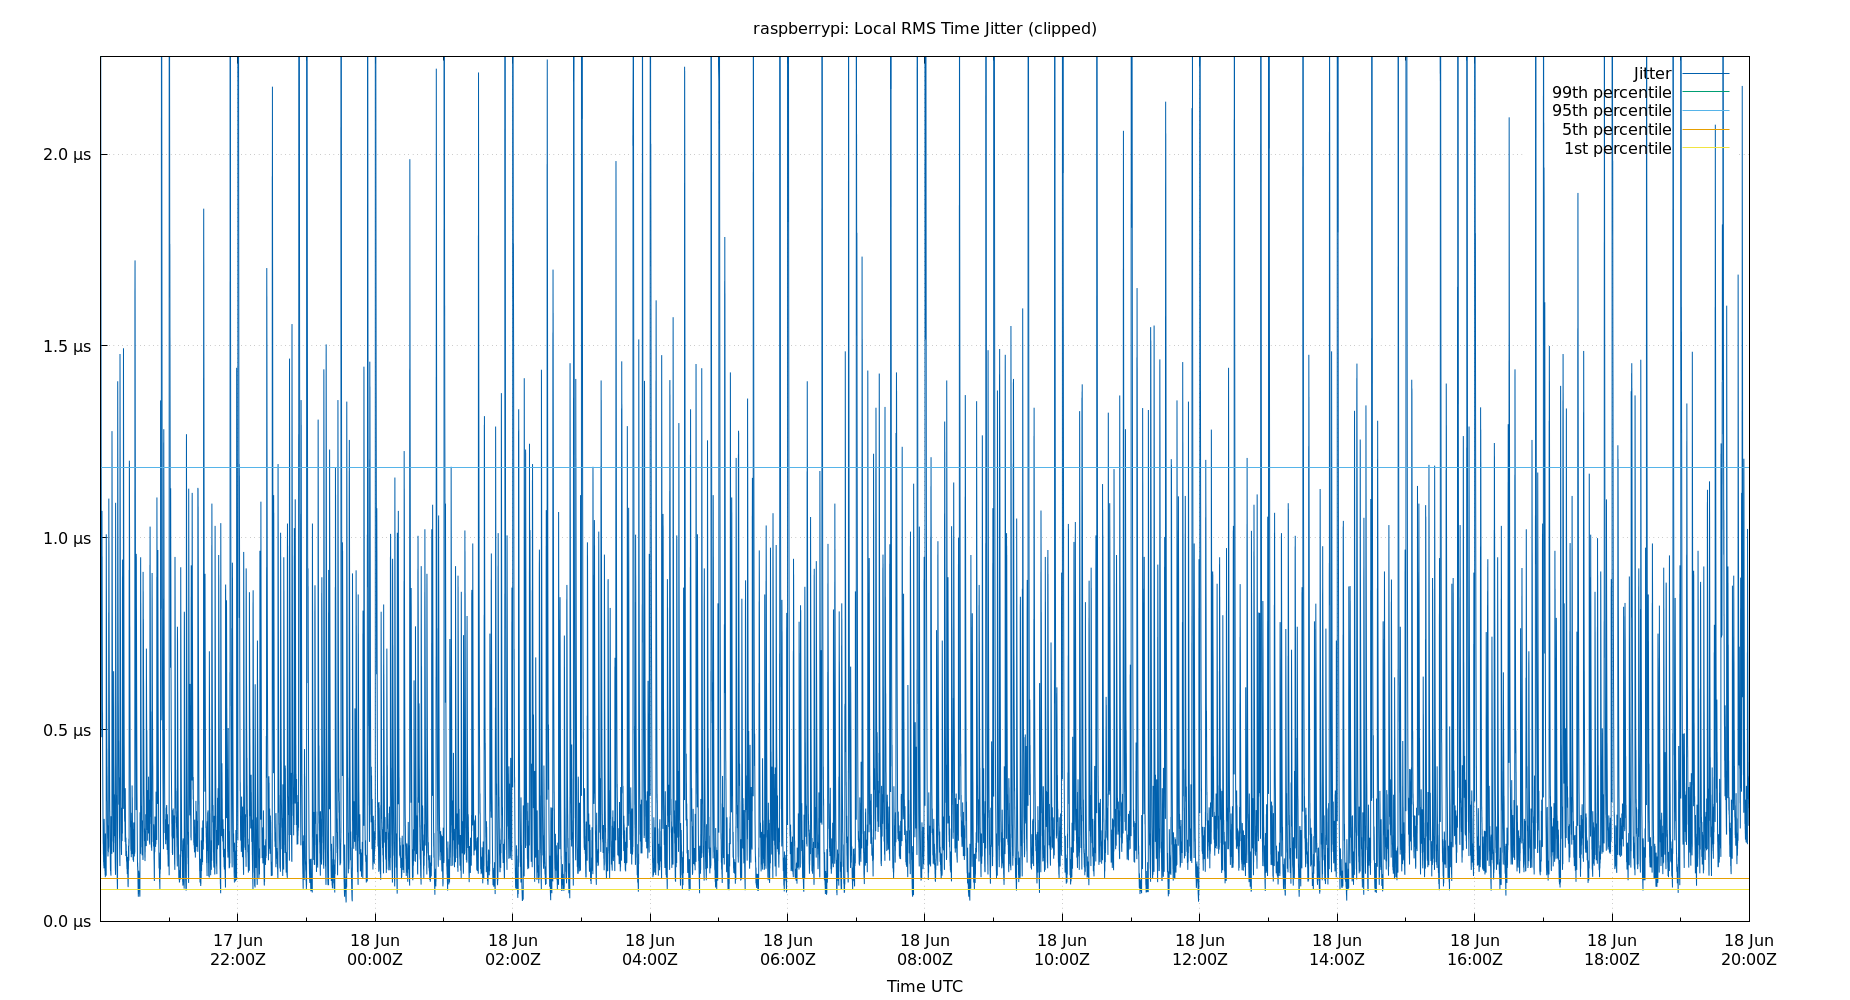 raspberrypi: Local RMS Time Jitter (clipped)
Jitter
99th percentile
95th percentile
5th percentile
1st percentile
2.0 µs
1.5 µs
1.0 µs
0.5 µs
0.0 µs
17 Jun 18 Jun 18 Jun 18 Jun 18 Jun 18 Jun 18 Jun 18 Jun 18 Jun 18 Jun 18 Jun 18 Jun
22:00Z 00:00Z 02:00Z 04:00Z 06:00Z 08:00Z 10:00Z 12:00Z 14:00Z 16:00Z 18:00Z 20:00Z
Time UTC